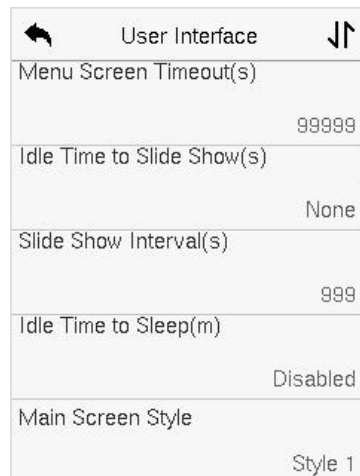 User Interface
Menu Screen Timeout(s)
99999
Idle Time to Slide Show(s)
None
Slide Show Interval(s)
999
Idle Time to Sleep(m)
Disabled
Main Screen Style
Style 1